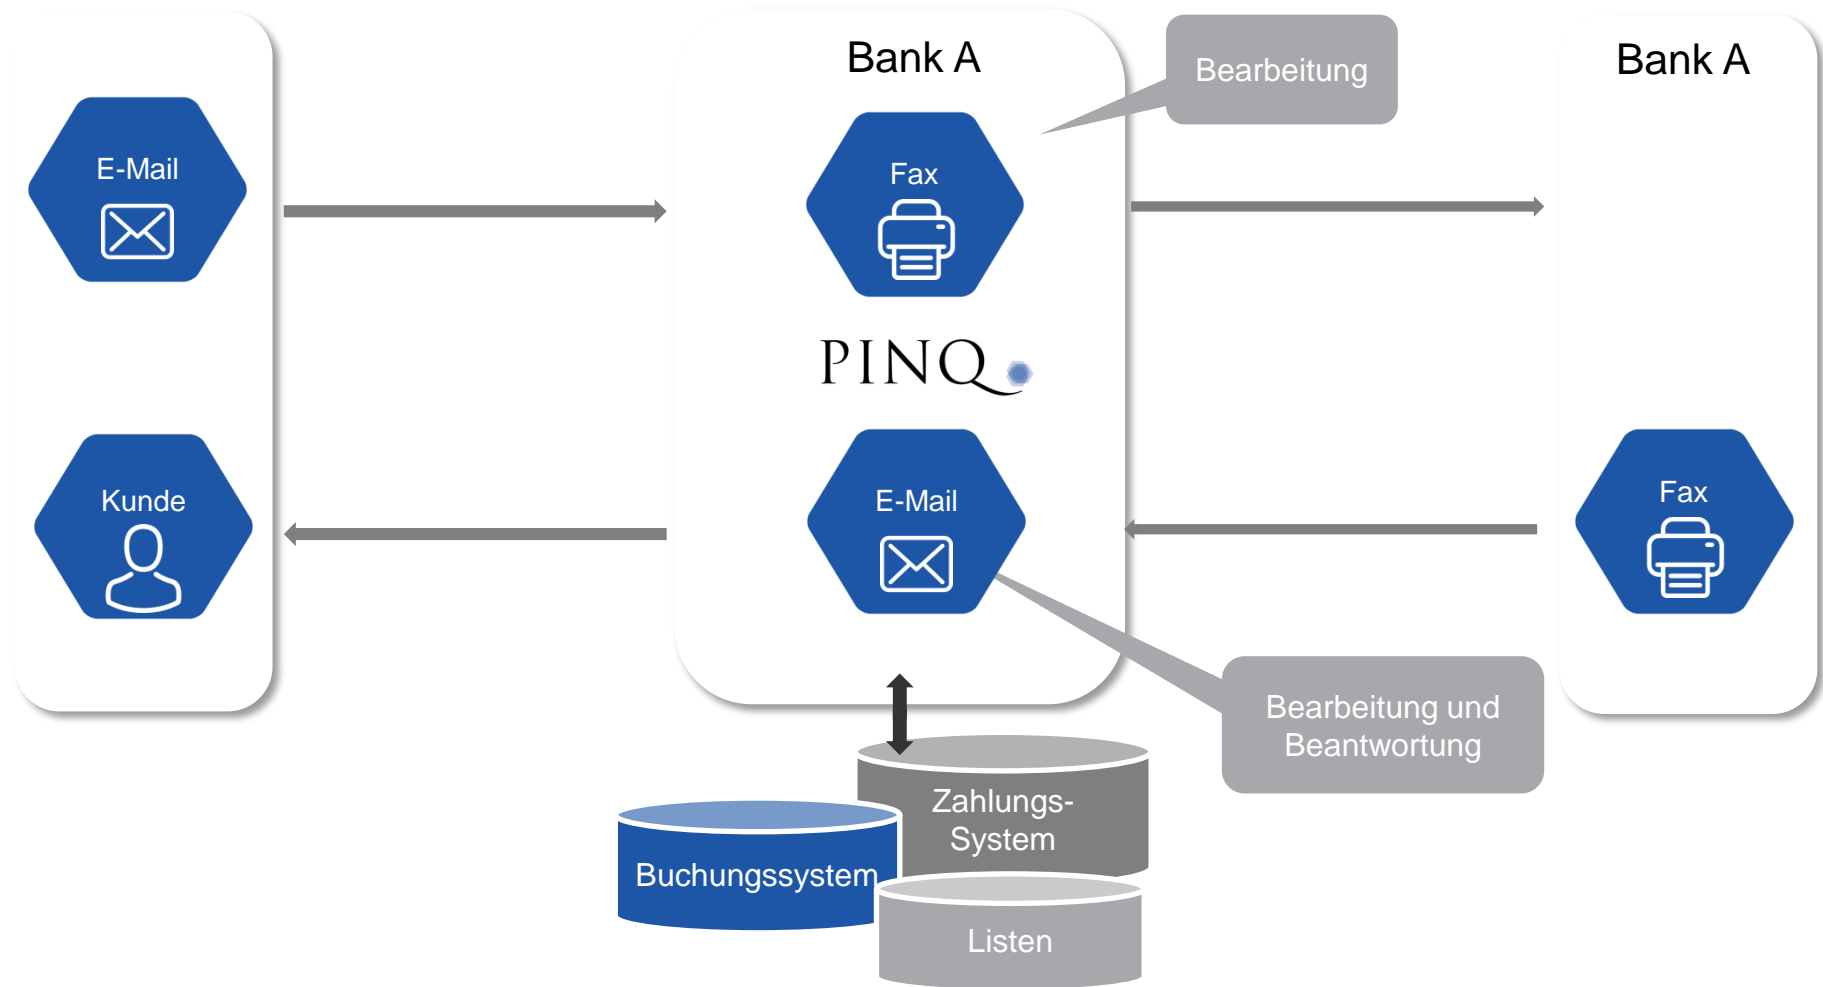 Bank A
Bearbeitung
Bank A
E-Mail
Fax
PINQ
Kunde
E-Mail
Fax
Bearbeitung und
Beantwortung
Zahlungs-
System
Buchungssystem
Listen